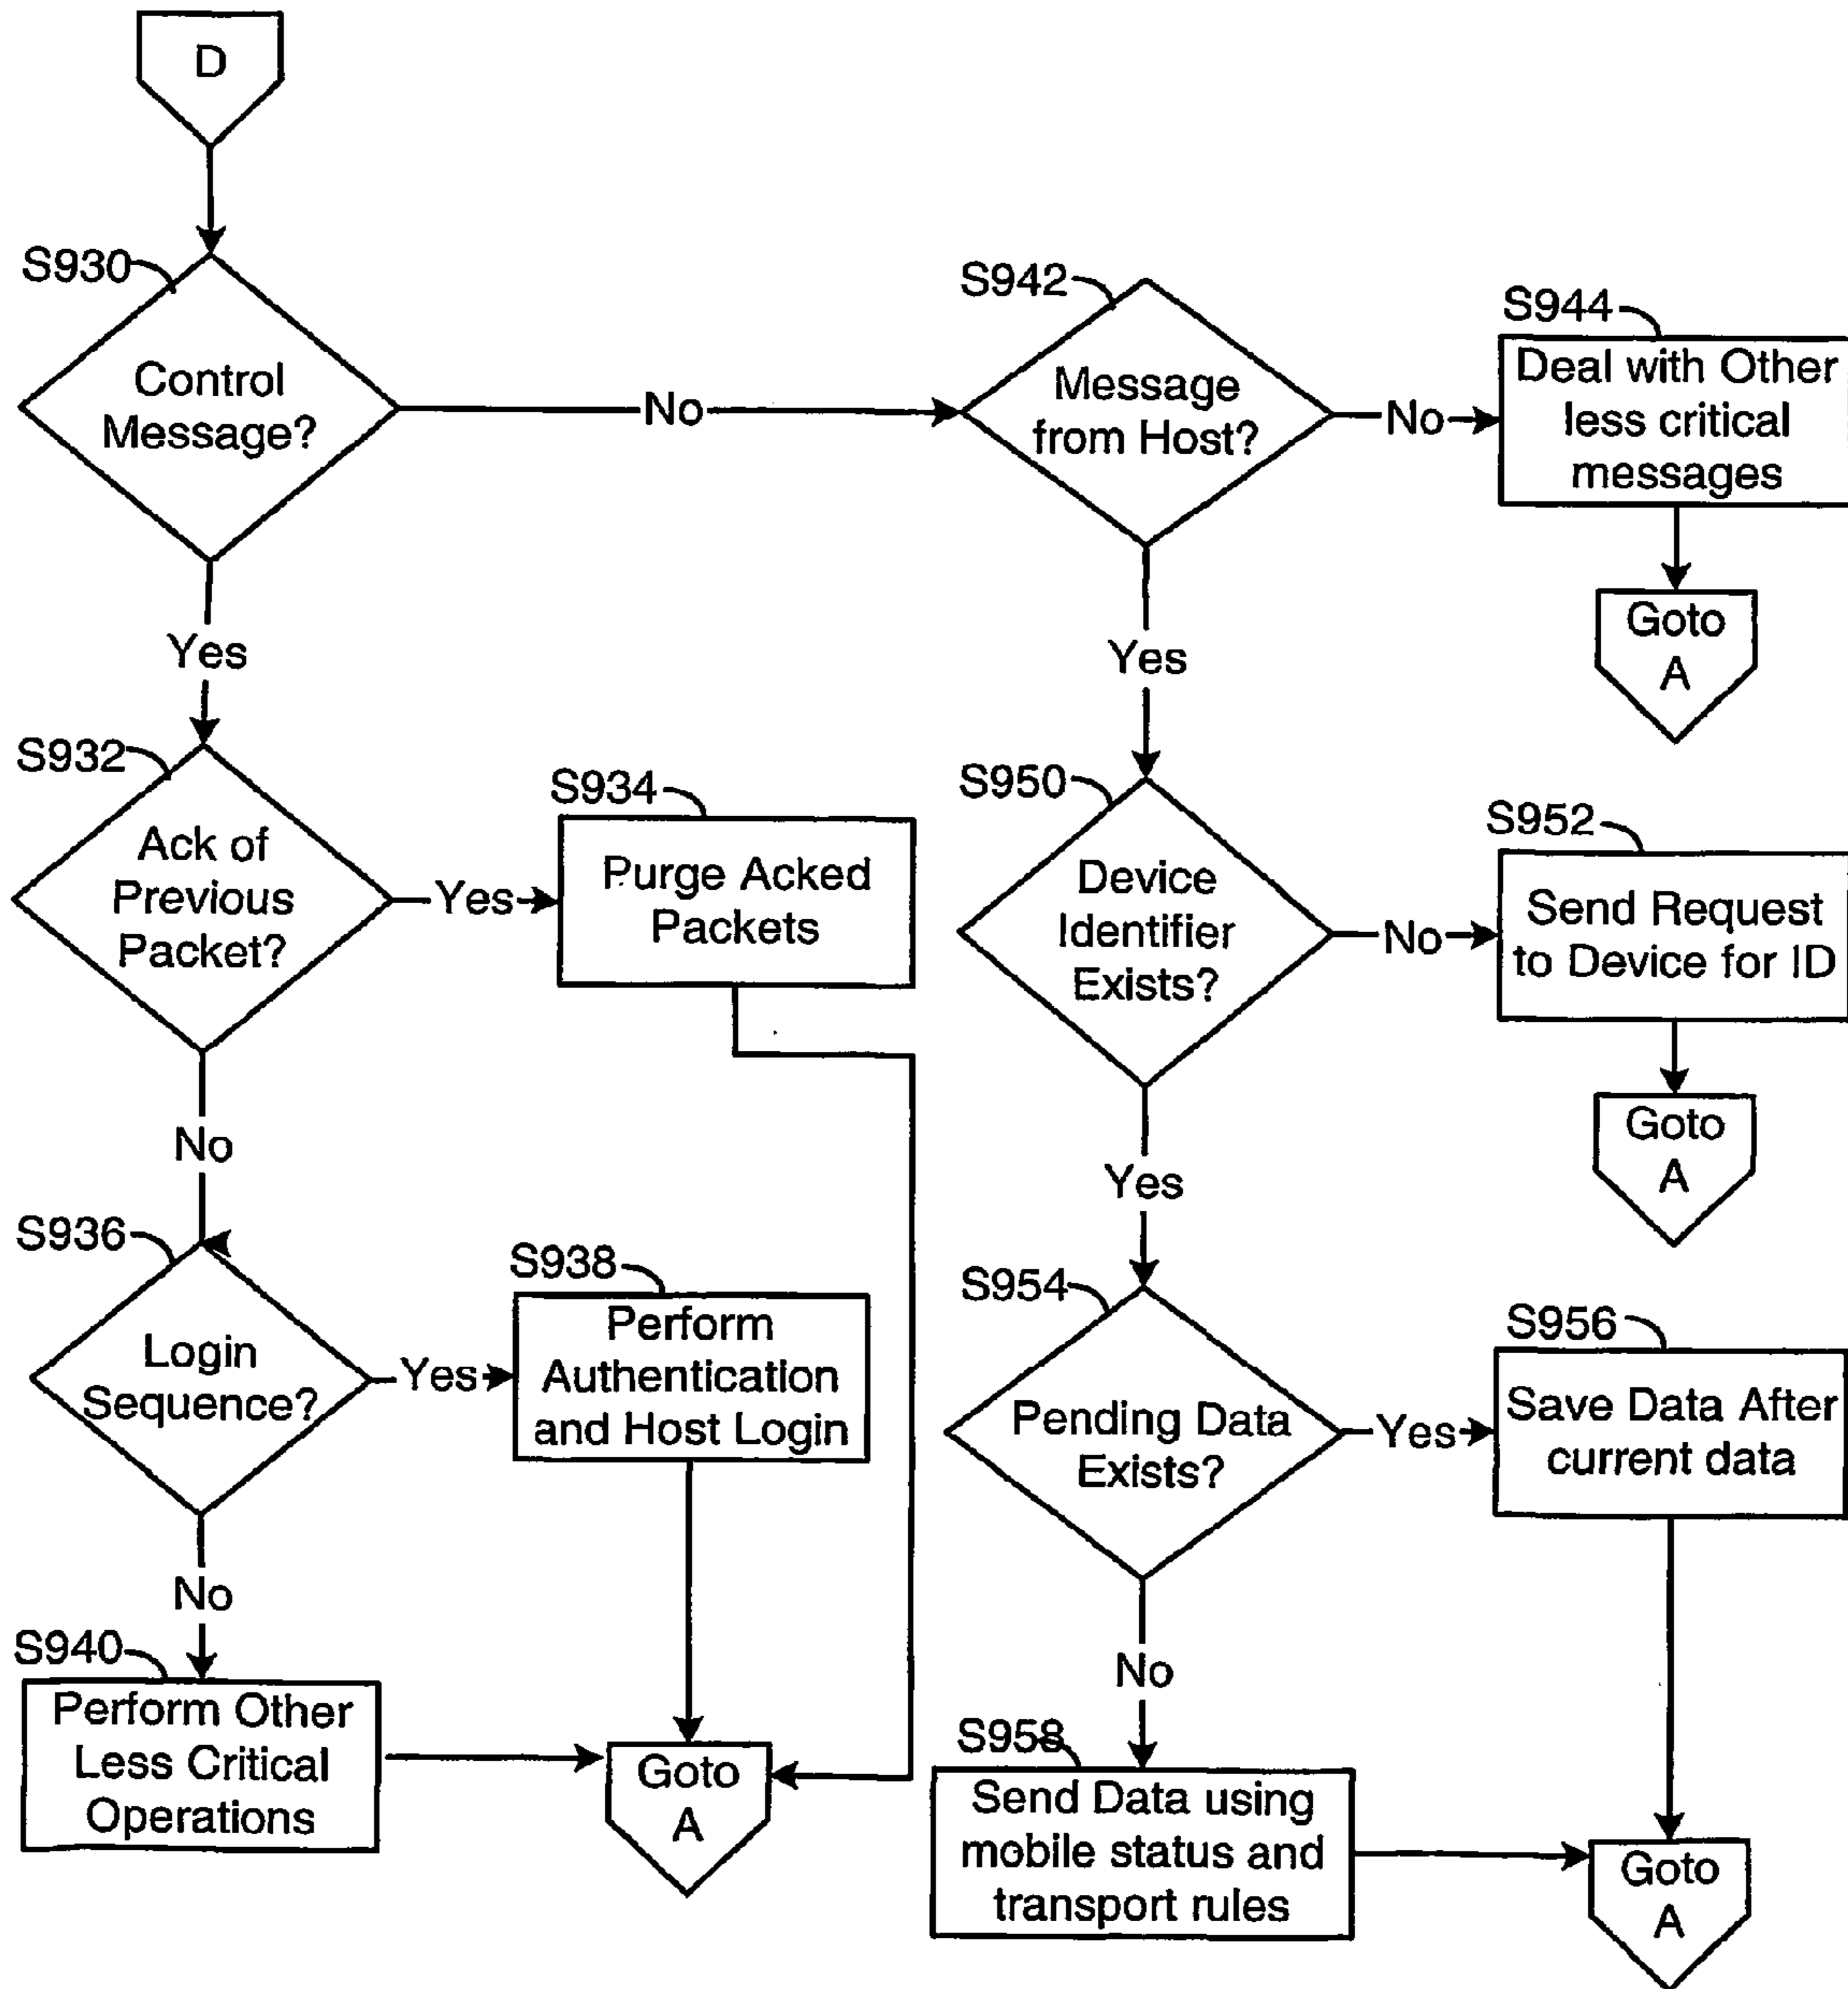 D
S930
Control
Message?
No
Yes
S942
Message
from Host?
No
Yes
S944
Deal with Other
less critical
messages
Goto
A
S932
Ack of
Previous
Packet?
Yes
No
S934
Purge Acked
Packets
S950
Device
Identifier
Exists?
No
Yes
S952
Send Request
to Device for ID
Goto
A
S936
Login
Sequence?
Yes
No
S938
Perform
Authentication
and Host Login
S954
Pending Data
Exists?
Yes
No
S956
Save Data After
current data
S940
Perform Other
Less Critical
Operations
Goto
A
S958
Send Data using
mobile status and
transport rules
Goto
A